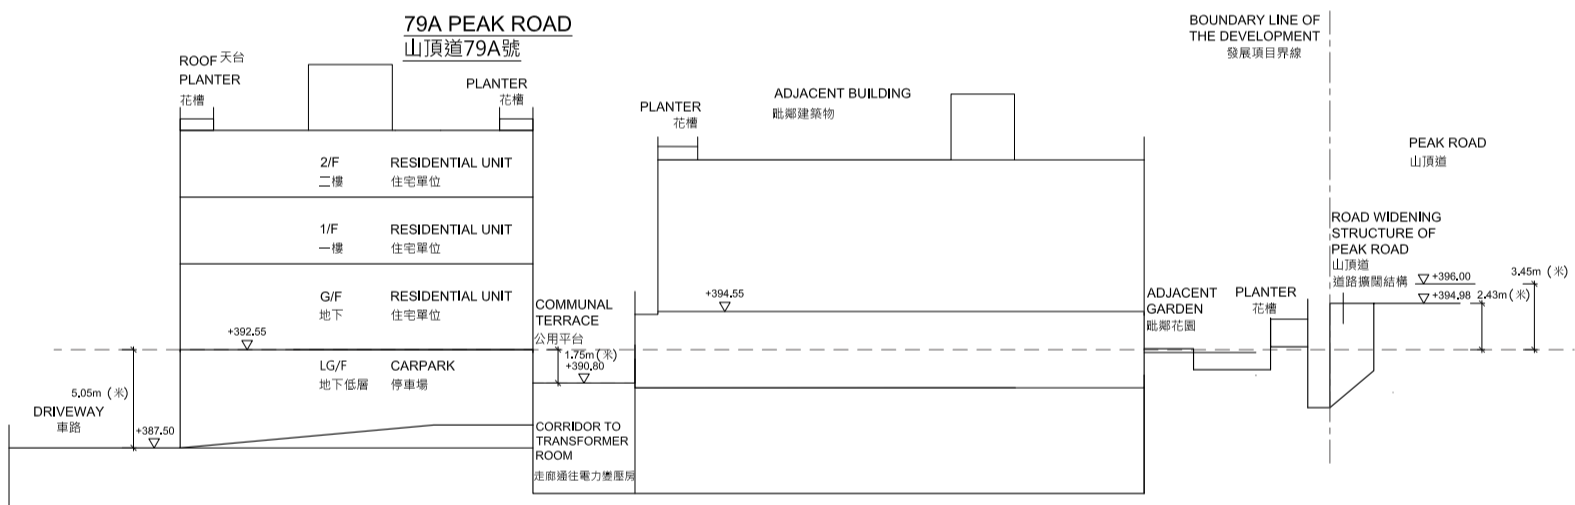 79A PEAK ROAD
山頂道79A號
ROOF 天台
PLANTER
花槽
PLANTER
花槽
2/F RESIDENTIAL UNIT
二樓 住宅單位
1/F RESIDENTIAL UNIT
一樓 住宅單位
G/F RESIDENTIAL UNIT
地下 住宅單位
+392.55
LG/F CARPARK
地下低層 停車場
5.05m (米)
DRIVEWAY
車路
+387.50
COMMUNAL
TERRACE
公用平台
1.75m (米)
+390.80
CORRIDOR TO
TRANSFORMER
ROOM
走廊通往電力變壓房
PLANTER
花槽
ADJACENT BUILDING
毗鄰建築物
+394.55
ADJACENT
GARDEN
毗鄰花園
PLANTER
花槽
BOUNDARY LINE OF
THE DEVELOPMENT
發展項目界線
PEAK ROAD
山頂道
ROAD WIDENING
STRUCTURE OF
PEAK ROAD
山頂道
道路擴闊結構
+396.00
3.45m (米)
+394.98
2.43m (米)